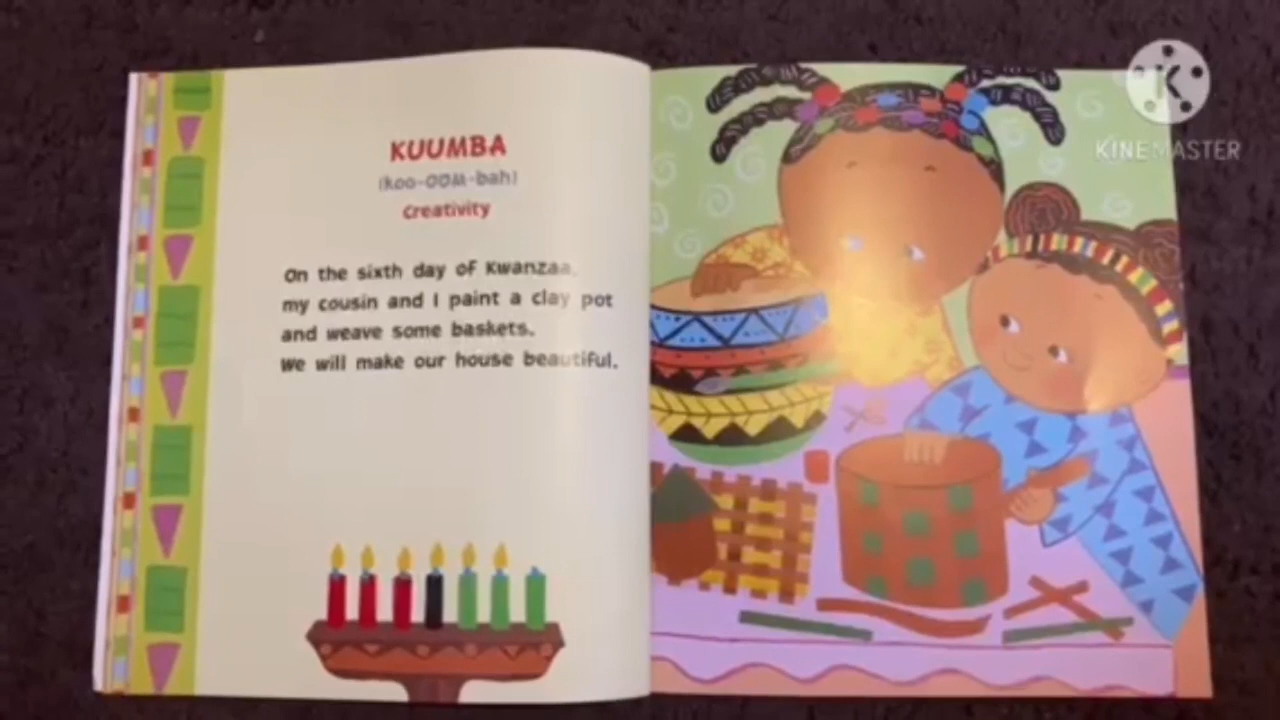 KUUMBA
(koo-OOM-bah)
Creativity
On the sixth day of Kwanzaa,
my cousin and I paint a clay pot
and weave some baskets.
We will make our house beautiful.
KINEMASTER